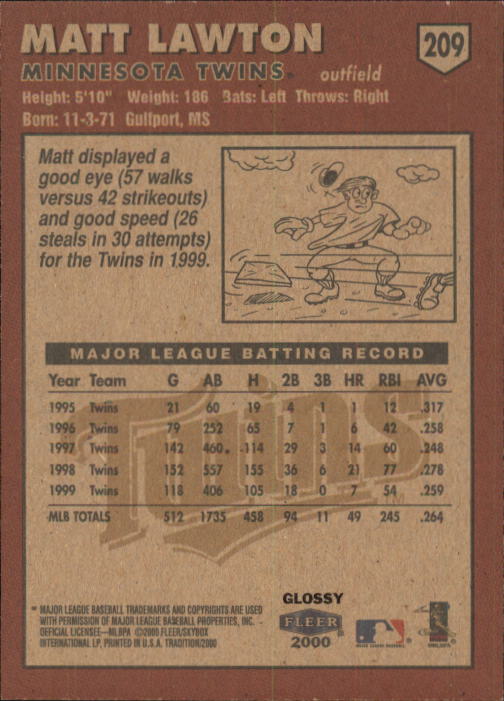 MATT LAWTON
209
MINNESOTA TWINS. outfield
Height: 5'10" Weight: 186 Bats: Left Throws: Right
Born: 11-3-71 Gulfport, MS
Matt displayed a
good eye (57 walks
versus 42 strikeouts)
and good speed (26
steals in 30 attempts)
for the Twins in 1999.
MAJOR LEAGUE BATTING RECORD
Year Team G AB H 2B 3B HR RBI AVG
1995 Twins 21 60 19 4 1 1 12 .317
1996 Twins 79 252 65 7 1 6 42 .258
1997 Twins 142 460 114 29 3 14 60 .248
1998 Twins 152 557 155 36 6 21 77 .278
1999 Twins 118 406 105 18 0 7 54 .259
MLB TOTALS 512 1735 458 94 11 49 245 .264
Twins
TM
MAJOR LEAGUE BASEBALL TRADEMARKS AND COPYRIGHTS ARE USED
WITH PERMISSION OF MAJOR LEAGUE BASEBALL PROPERTIES, INC.
OFFICIAL LICENSEE—MLBPA ©2000 FLEER/SKYBOX
INTERNATIONAL LP, PRINTED IN U.S.A. TRADITION/2000
GLOSSY
FLEER
2000
MAJOR LEAGUE BASEBALL